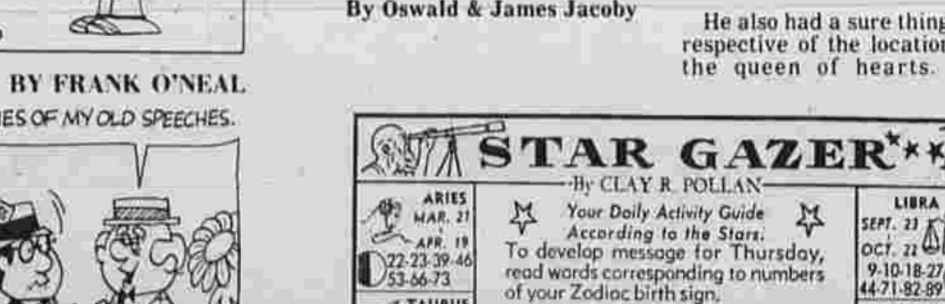 BY FRANK O'NEAL
ES OF MY OLD SPEECHES.
By Oswald & James Jacoby
He also had a sure thing
respective of the location
the queen of hearts.
STAR GAZER
By CLAY R. POLLAN
ARIES
MAR. 21
APR. 19
22-23-39-46
53-66-73
TAURUS
Your Daily Activity Guide
According to the Stars.
To develop message for Thursday,
read words corresponding to numbers
of your Zodiac birth sign.
LIBRA
SEPT. 23
OCT. 22
9-10-18-27
44-71-82-89